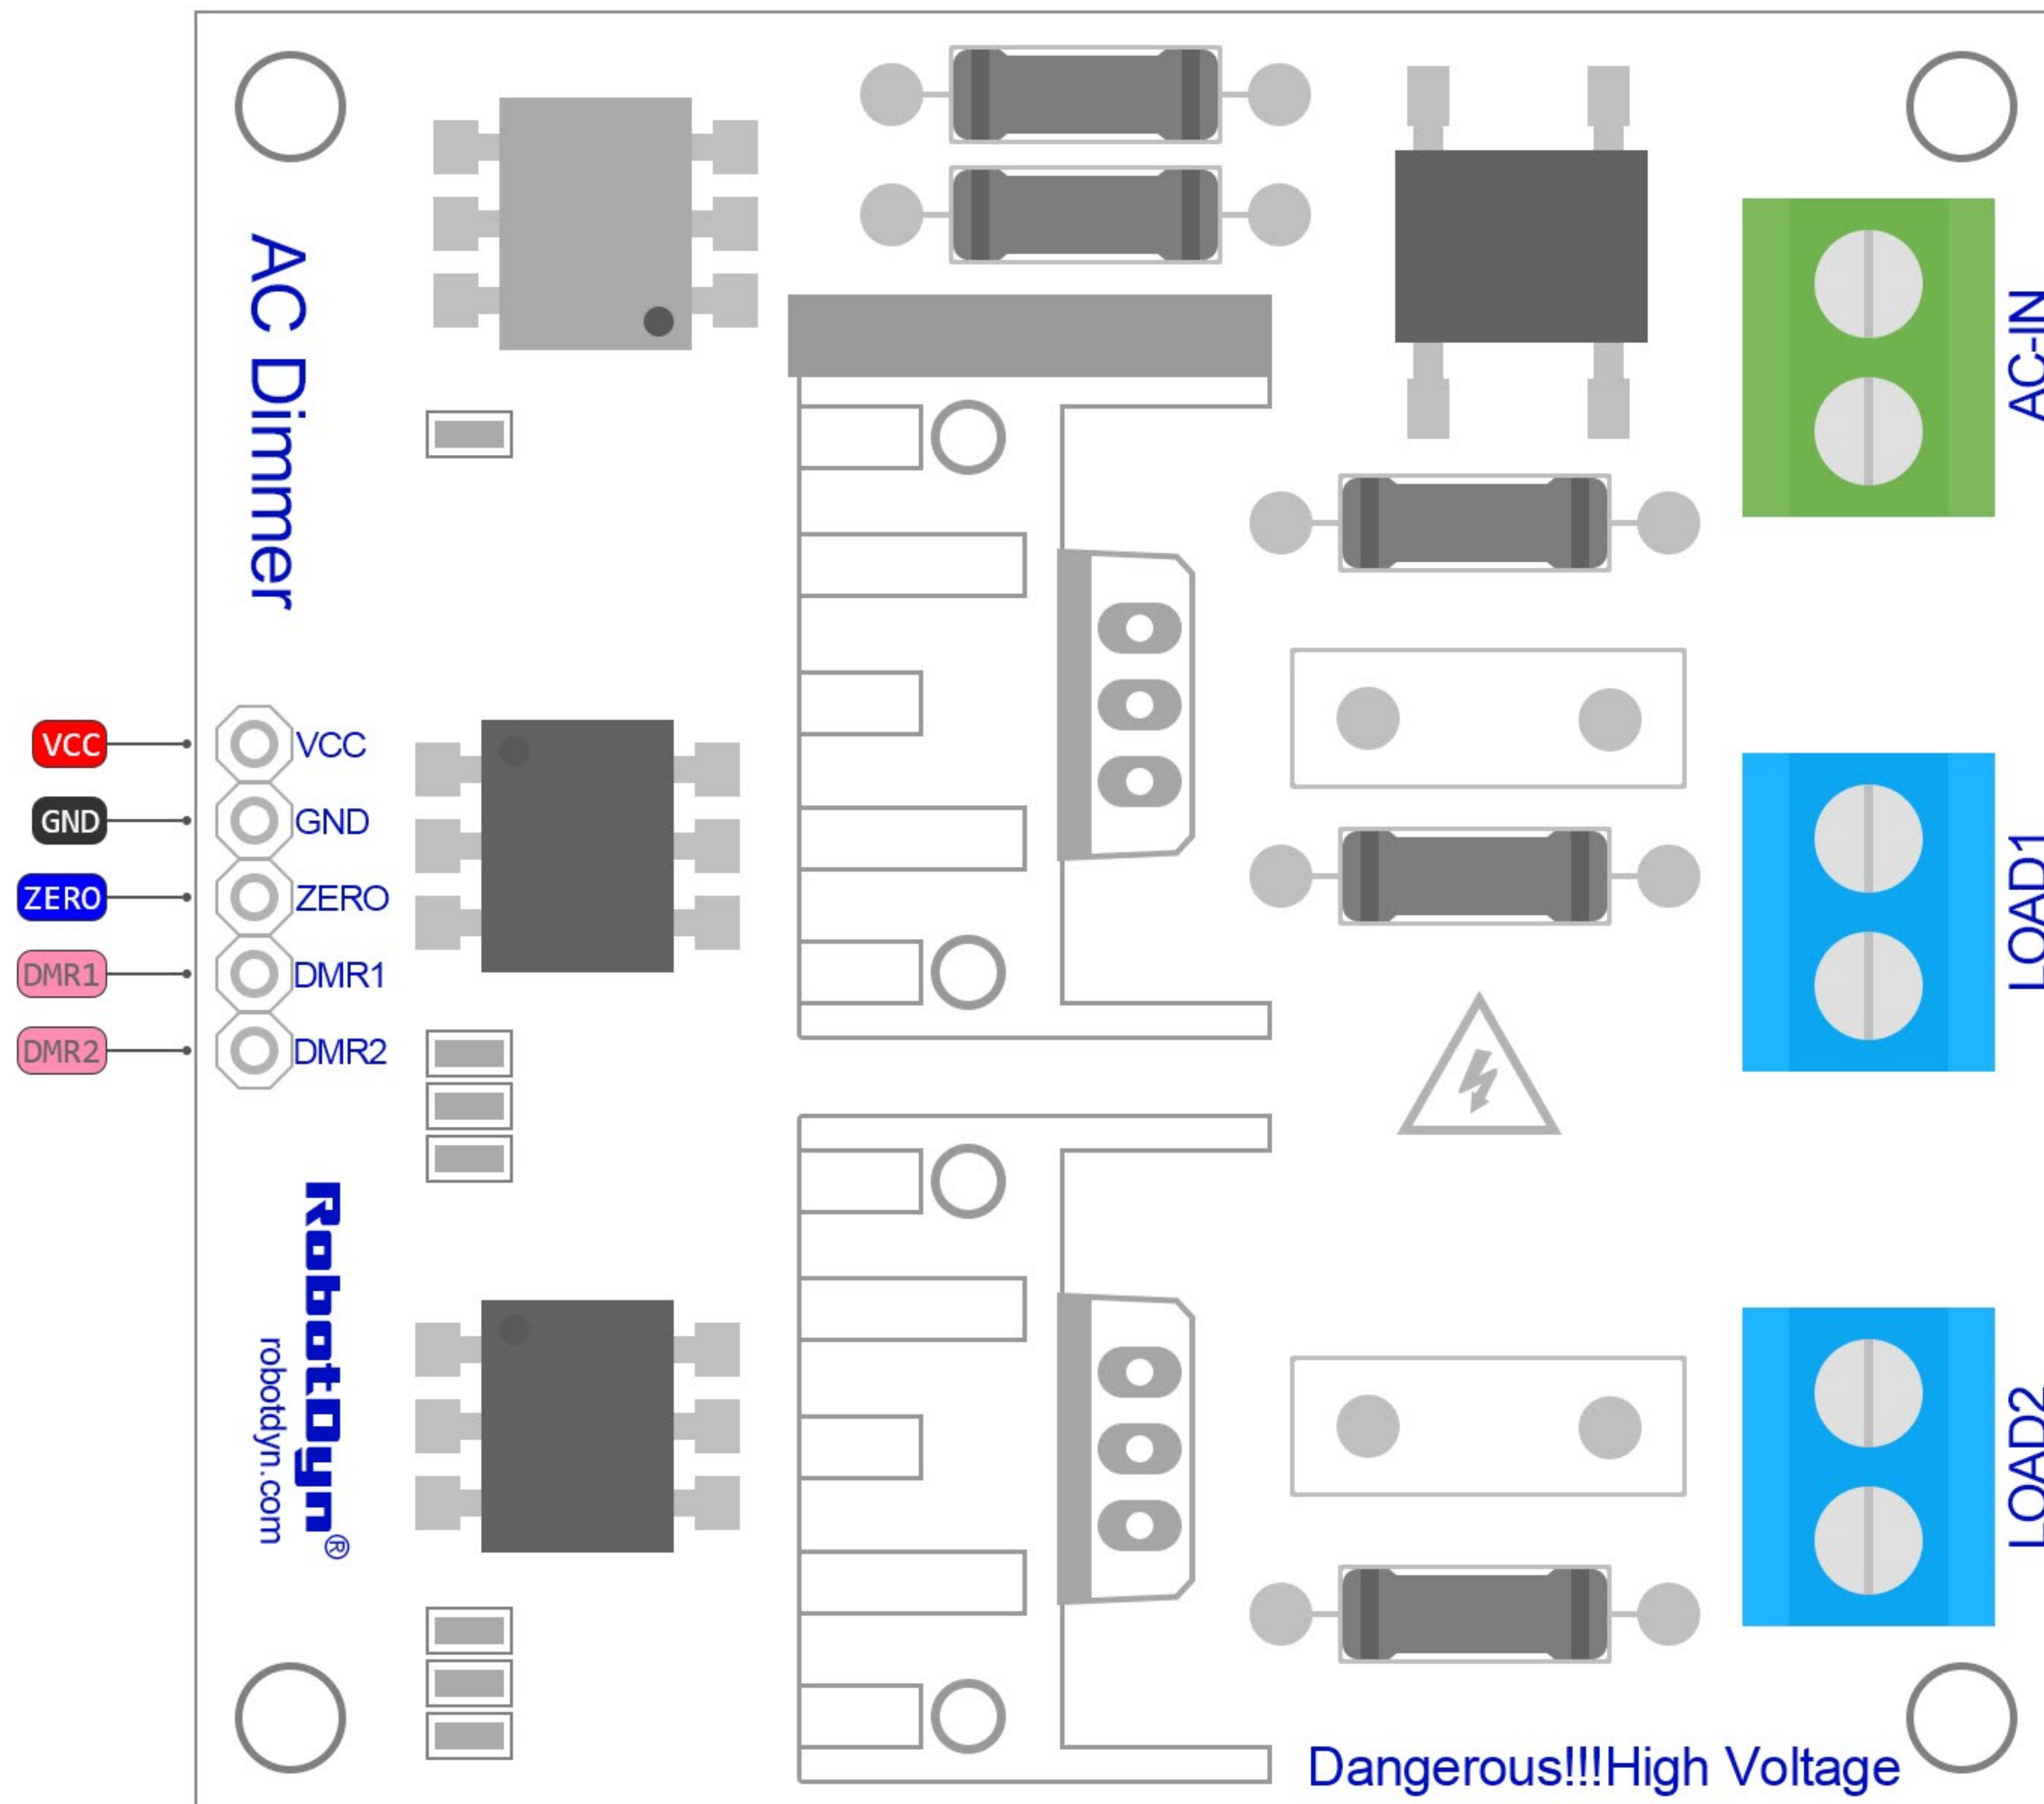 AC Dimmer
AC-IN
VCC
VCC
GND
GND
ZERO
ZERO
DMR1
DMR1
DMR2
DMR2
LOAD1
RobotDyn®
robotdyn.com
LOAD2
Dangerous!!!High Voltage